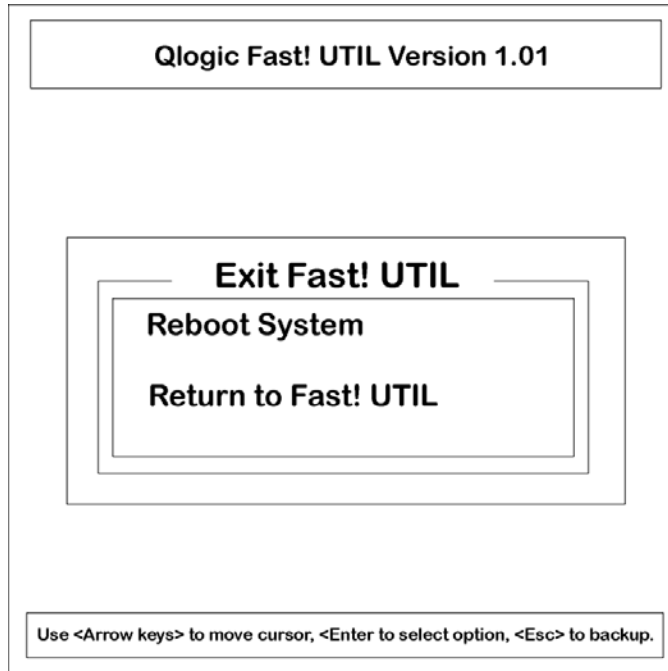 Qlogic Fast! UTIL Version 1.01
Exit Fast! UTIL
Reboot System
Return to Fast! UTIL
Use <Arrow keys> to move cursor, <Enter to select option, <Esc> to backup.